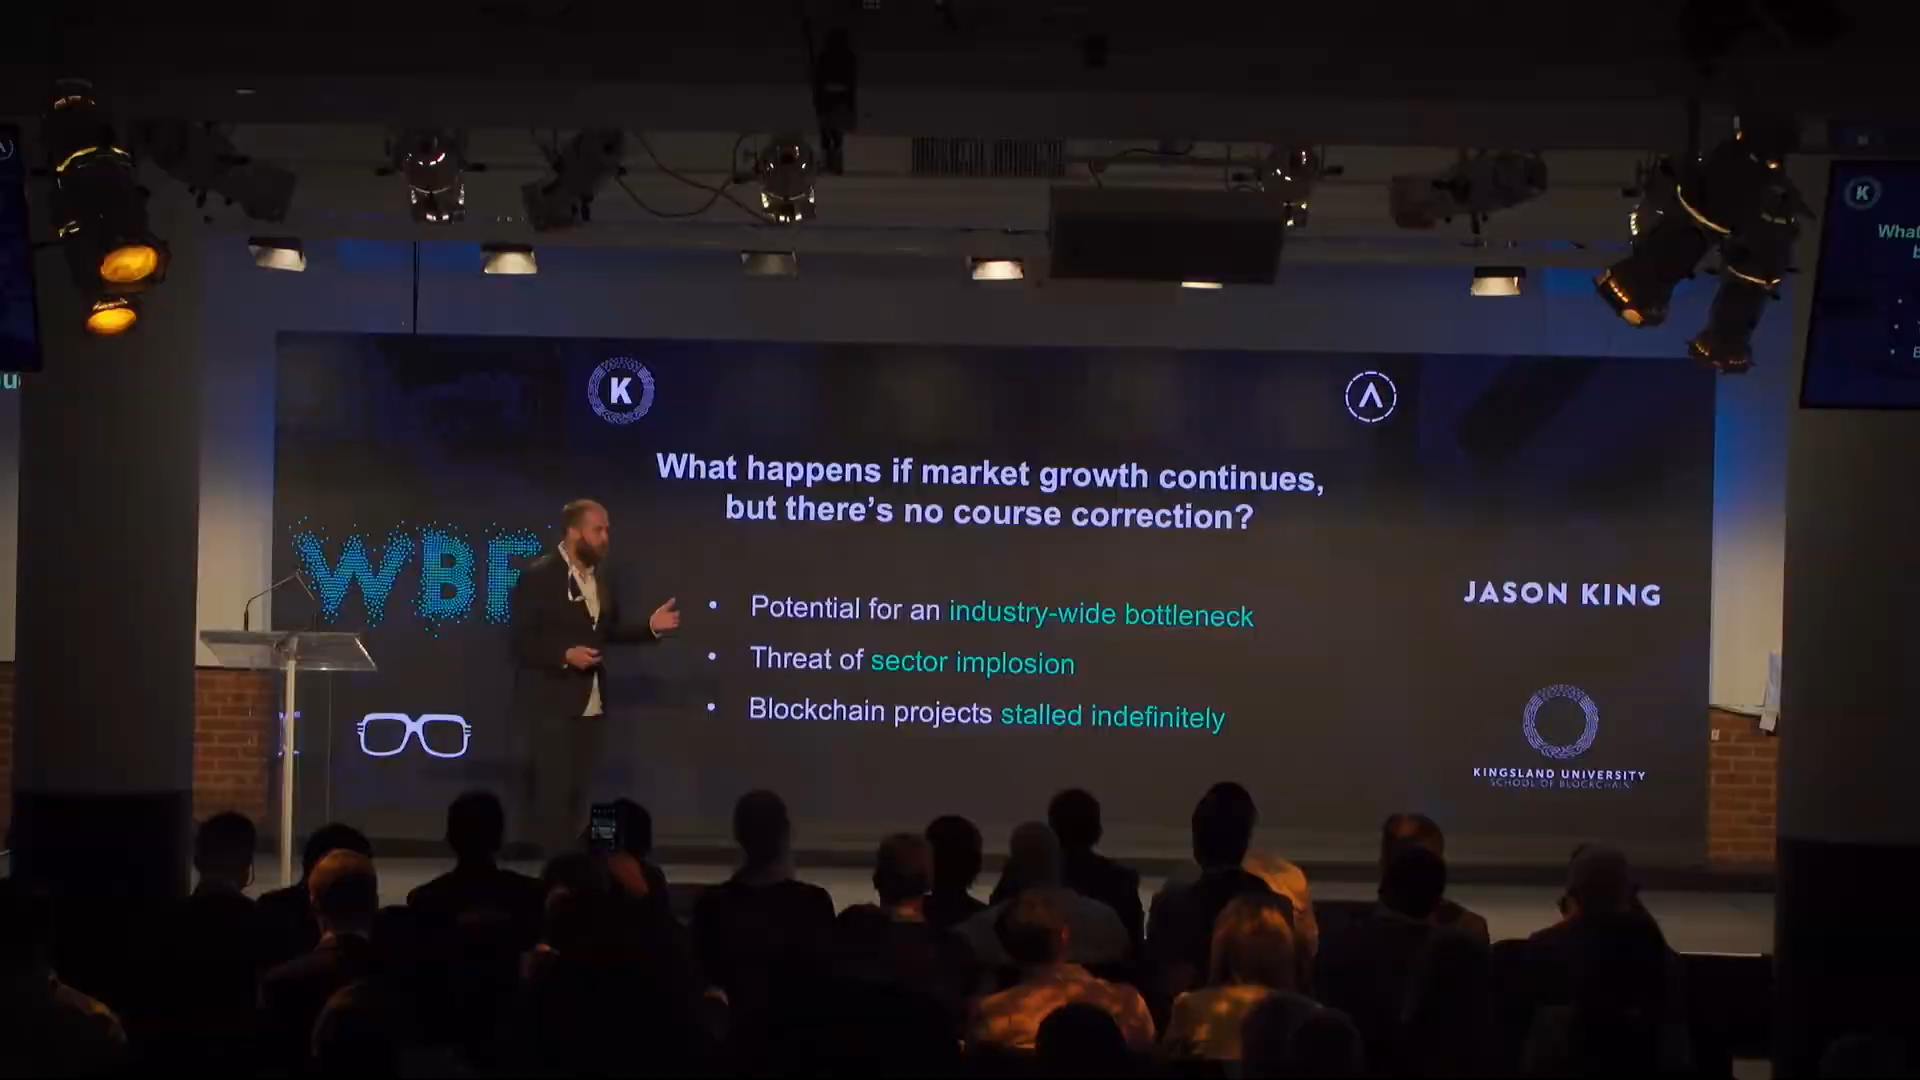 K
What happens if market growth continues,
but there's no course correction?
WBF
• Potential for an industry-wide bottleneck
• Threat of sector implosion
• Blockchain projects stalled indefinitely
JASON KING
KINGSLAND UNIVERSITY
SCHOOL OF BLOCKCHAIN
K
What